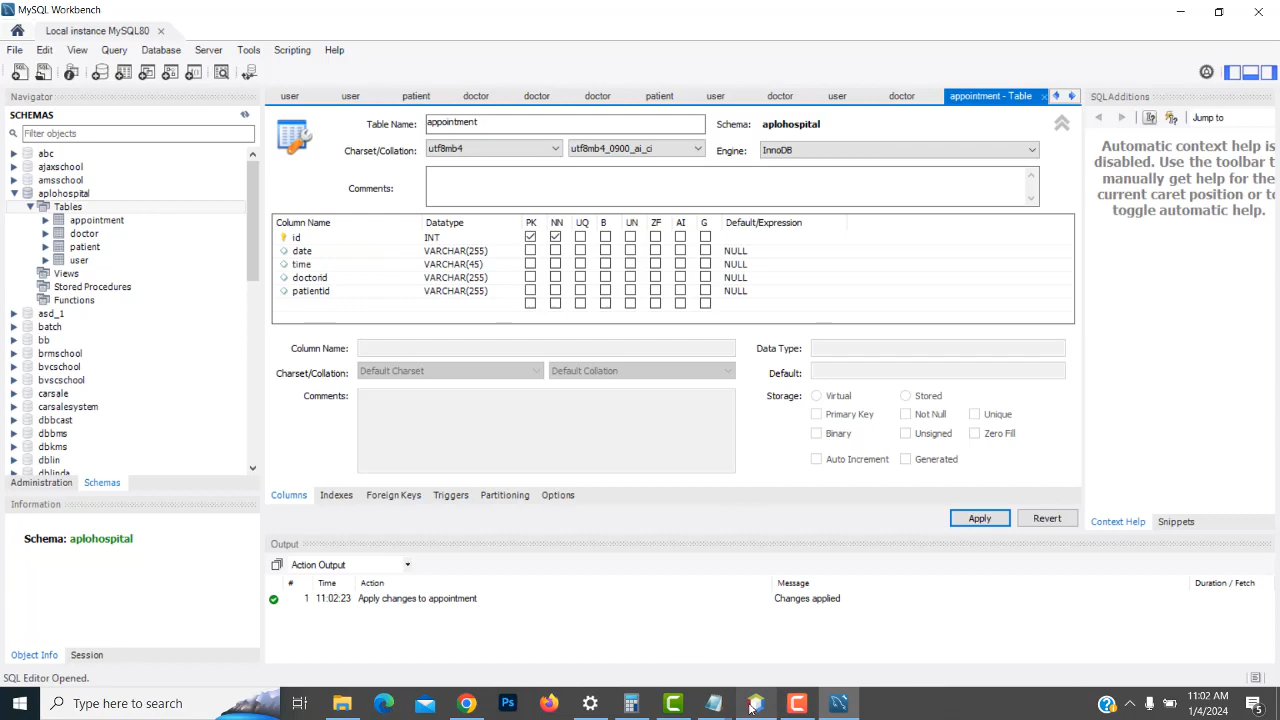 MySQL Workbench
Local instance MySQL80
File Edit View Query Database Server Tools Scripting Help
Navigator
SCHEMAS
Filter objects
abc
ajaxschool
amsschool
aplohospital
Tables
appointment
doctor
patient
user
Views
Stored Procedures
Functions
asd_1
batch
bb
brmschool
bvcschool
bvsschool
carsale
carsalesystem
dbbcast
dbbms
dbkms
dblin
dblinda
Administration Schemas
Information
Schema: aplohospital
Object Info Session
SQL Editor Opened.
user user patient doctor doctor doctor patient user doctor user doctor appointment - Table
Table Name: appointment Schema: aplohospital
Charset/Collation: utf8mb4 utf8mb4_0900_ai_ci Engine: InnoDB
Comments:
Column Name Datatype PK NN UQ B UN ZF AI G Default/Expression
id INT
date VARCHAR(255) NULL
time VARCHAR(45) NULL
doctorid VARCHAR(255) NULL
patientid VARCHAR(255) NULL
Column Name: Data Type:
Charset/Collation: Default Charset Default Collation Default:
Comments: Storage: Virtual Stored
Primary Key Not Null Unique
Binary Unsigned Zero Fill
Auto Increment Generated
Columns Indexes Foreign Keys Triggers Partitioning Options
Apply Revert
Output
Action Output
# Time Action Message Duration / Fetch
1 11:02:23 Apply changes to appointment Changes applied
SQLAdditions
Jump to
Automatic context help is
disabled. Use the toolbar t
manually get help for the
current caret position or to
toggle automatic help.
Context Help Snippets
Type here to search
Ps
11:02 AM
1/4/2024
5